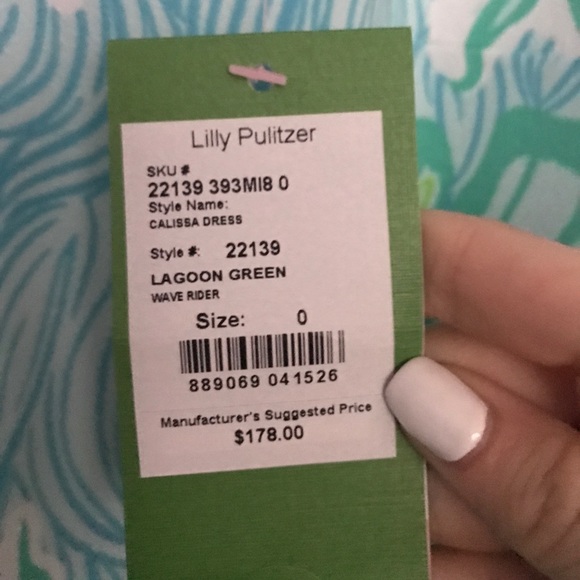 Lilly Pulitzer
SKU #
22139 393MI8 0
Style Name:
CALISSA DRESS
Style #: 22139
LAGOON GREEN
WAVE RIDER
Size: 0
889069 041526
Manufacturer's Suggested Price
$178.00